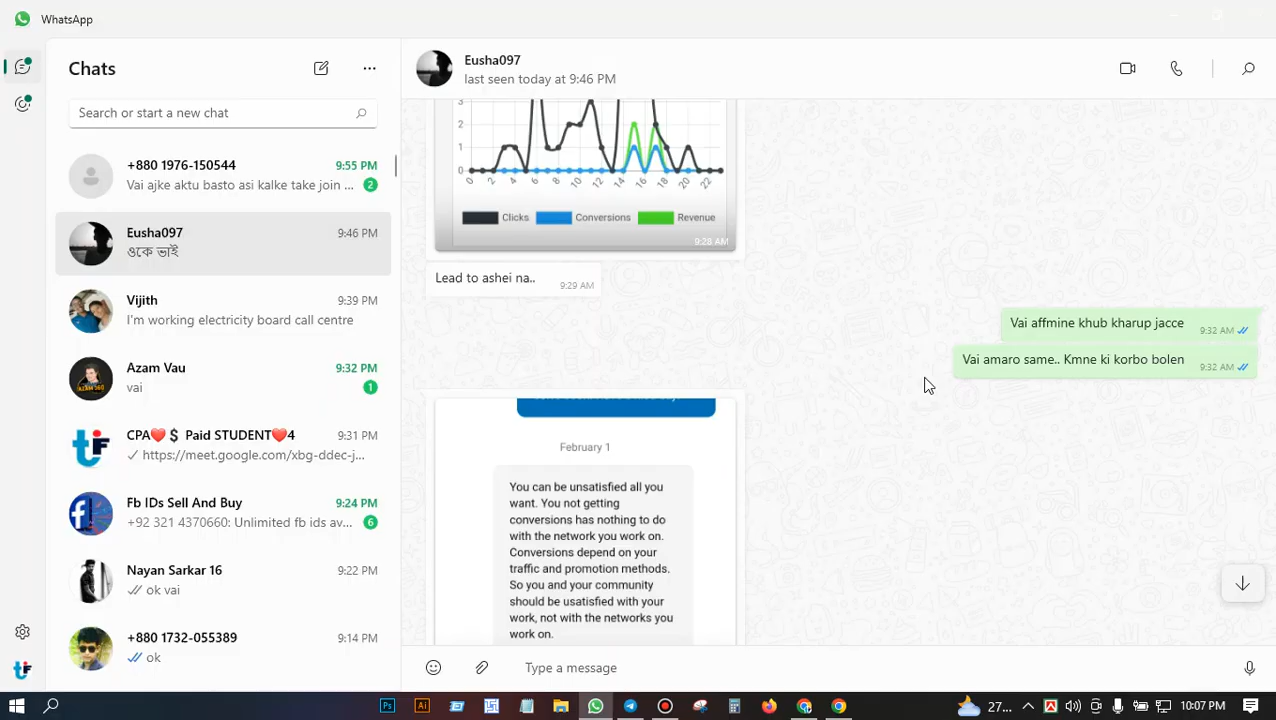 WhatsApp
Chats
Search or start a new chat
+880 1976-150544 9:55 PM
Vai ajke aktu basto asi kalke take join ... 2
Eusha097 9:46 PM
ওকে ভাই
Vijith 9:39 PM
I'm working electricity board call centre
Azam Vau 9:32 PM
vai 1
CPA❤️💲 Paid STUDENT❤️4 9:31 PM
https://meet.google.com/xbg-ddec-j...
Fb IDs Sell And Buy 9:24 PM
+92 321 4370660: Unlimited fb ids av... 6
Nayan Sarkar 16 9:22 PM
ok vai
+880 1732-055389 9:14 PM
ok
Eusha097
last seen today at 9:46 PM
3
2
1
0
0 2 4 6 8 10 12 14 16 18 20 22
Clicks Conversions Revenue
9:28 AM
Lead to ashei na.. 9:29 AM
Vai affmine khub kharup jacce 9:32 AM
Vai amaro same.. Kmne ki korbo bolen 9:32 AM
February 1
You can be unsatisfied all you
want. You not getting
conversions has nothing to do
with the network you work on.
Conversions depend on your
traffic and promotion methods.
So you and your community
should be usatisfied with your
work, not with the networks you
work on.
Type a message
Ps
Ai
27...
10:07 PM